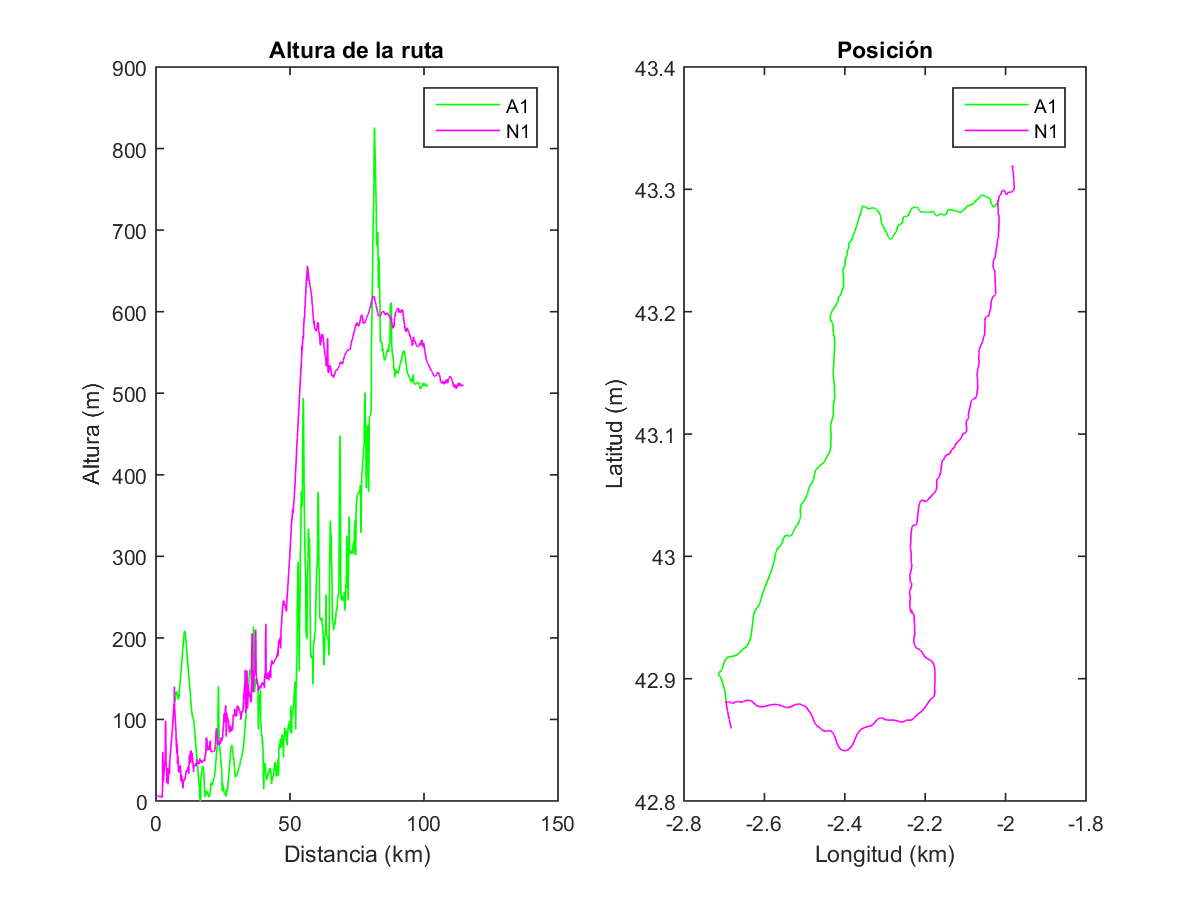 Altura de la ruta
900
800
700
600
500
400
300
200
100
0
0
50
100
150
Altura (m)
Distancia (km)
A1
N1
Posición
43.4
43.3
43.2
43.1
43
42.9
42.8
-2.8
-2.6
-2.4
-2.2
-2
-1.8
Latitud (m)
Longitud (km)
A1
N1